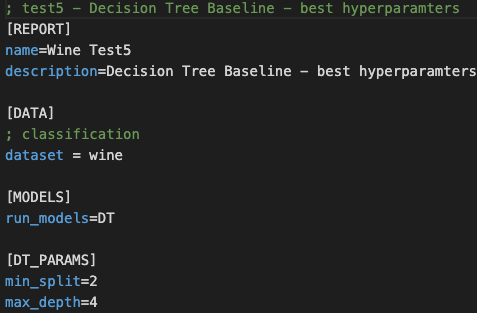 ; test5 - Decision Tree Baseline - best hyperparamters
[REPORT]
name=Wine Test5
description=Decision Tree Baseline - best hyperparamters
[DATA]
; classification
dataset = wine
[MODELS]
run_models=DT
[DT_PARAMS]
min_split=2
max_depth=4